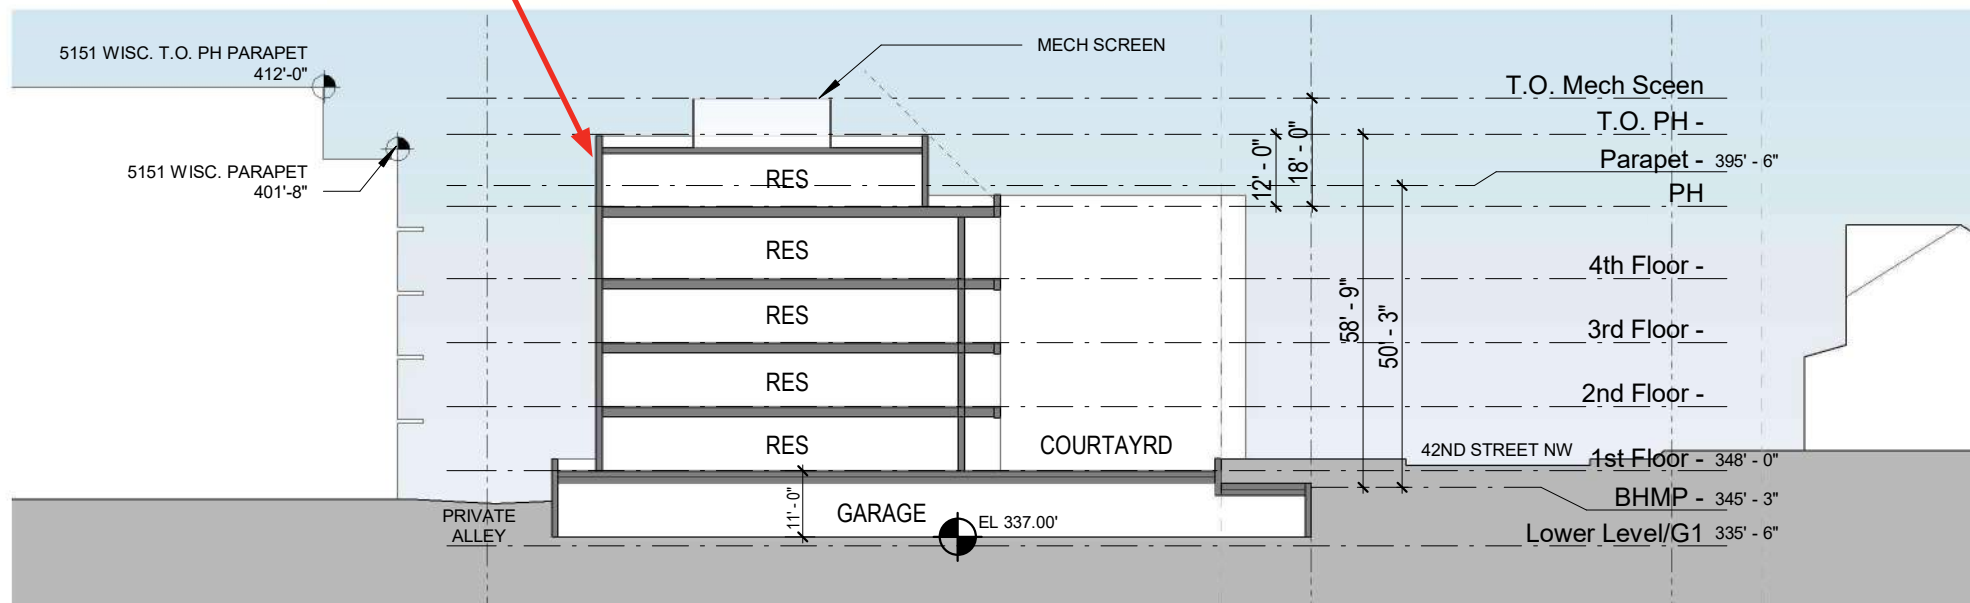 5151 WISC. T.O. PH PARAPET
412'-0"
5151 WISC. PARAPET
401'-8"
MECH SCREEN
T.O. Mech Sceen
T.O. PH -
Parapet - 395' - 6"
PH
4th Floor -
3rd Floor -
2nd Floor -
1st Floor - 348' - 0"
BHMP - 345' - 3"
Lower Level/G1 335' - 6"
12' - 0"
18' - 0"
58' - 9"
50' - 3"
RES
RES
RES
RES
RES
COURTAYRD
42ND STREET NW
11' - 0"
GARAGE
EL 337.00'
PRIVATE
ALLEY